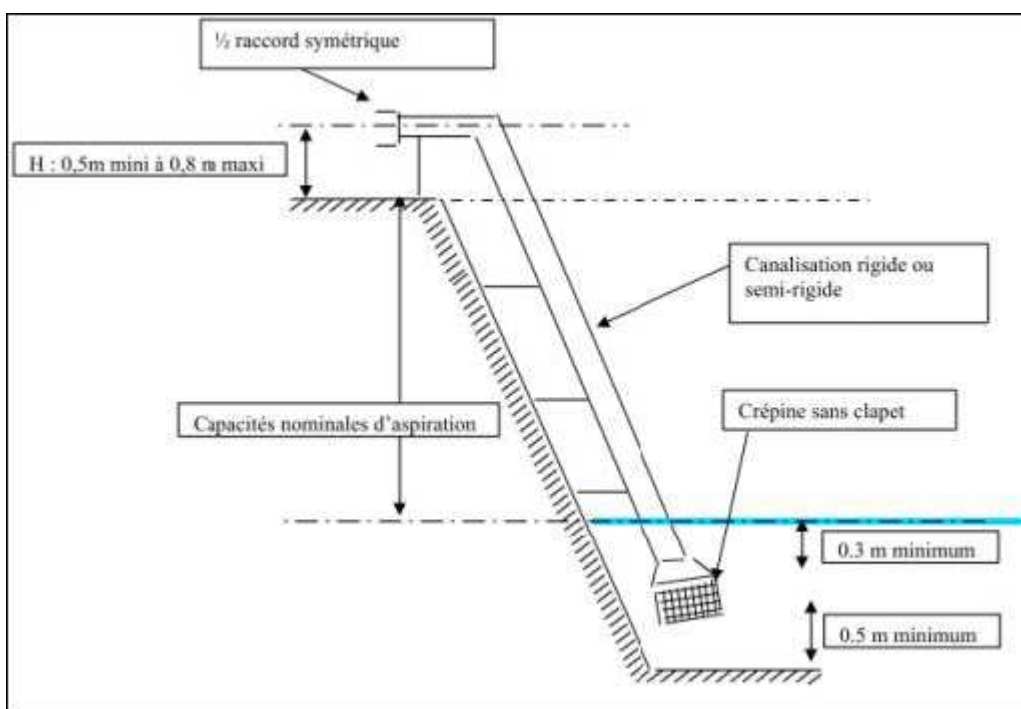 ½ raccord symétrique
H : 0,5m mini à 0,8 m maxi
Canalisation rigide ou
semi-rigide
Crépine sans clapet
Capacités nominales d'aspiration
0.3 m minimum
0.5 m minimum